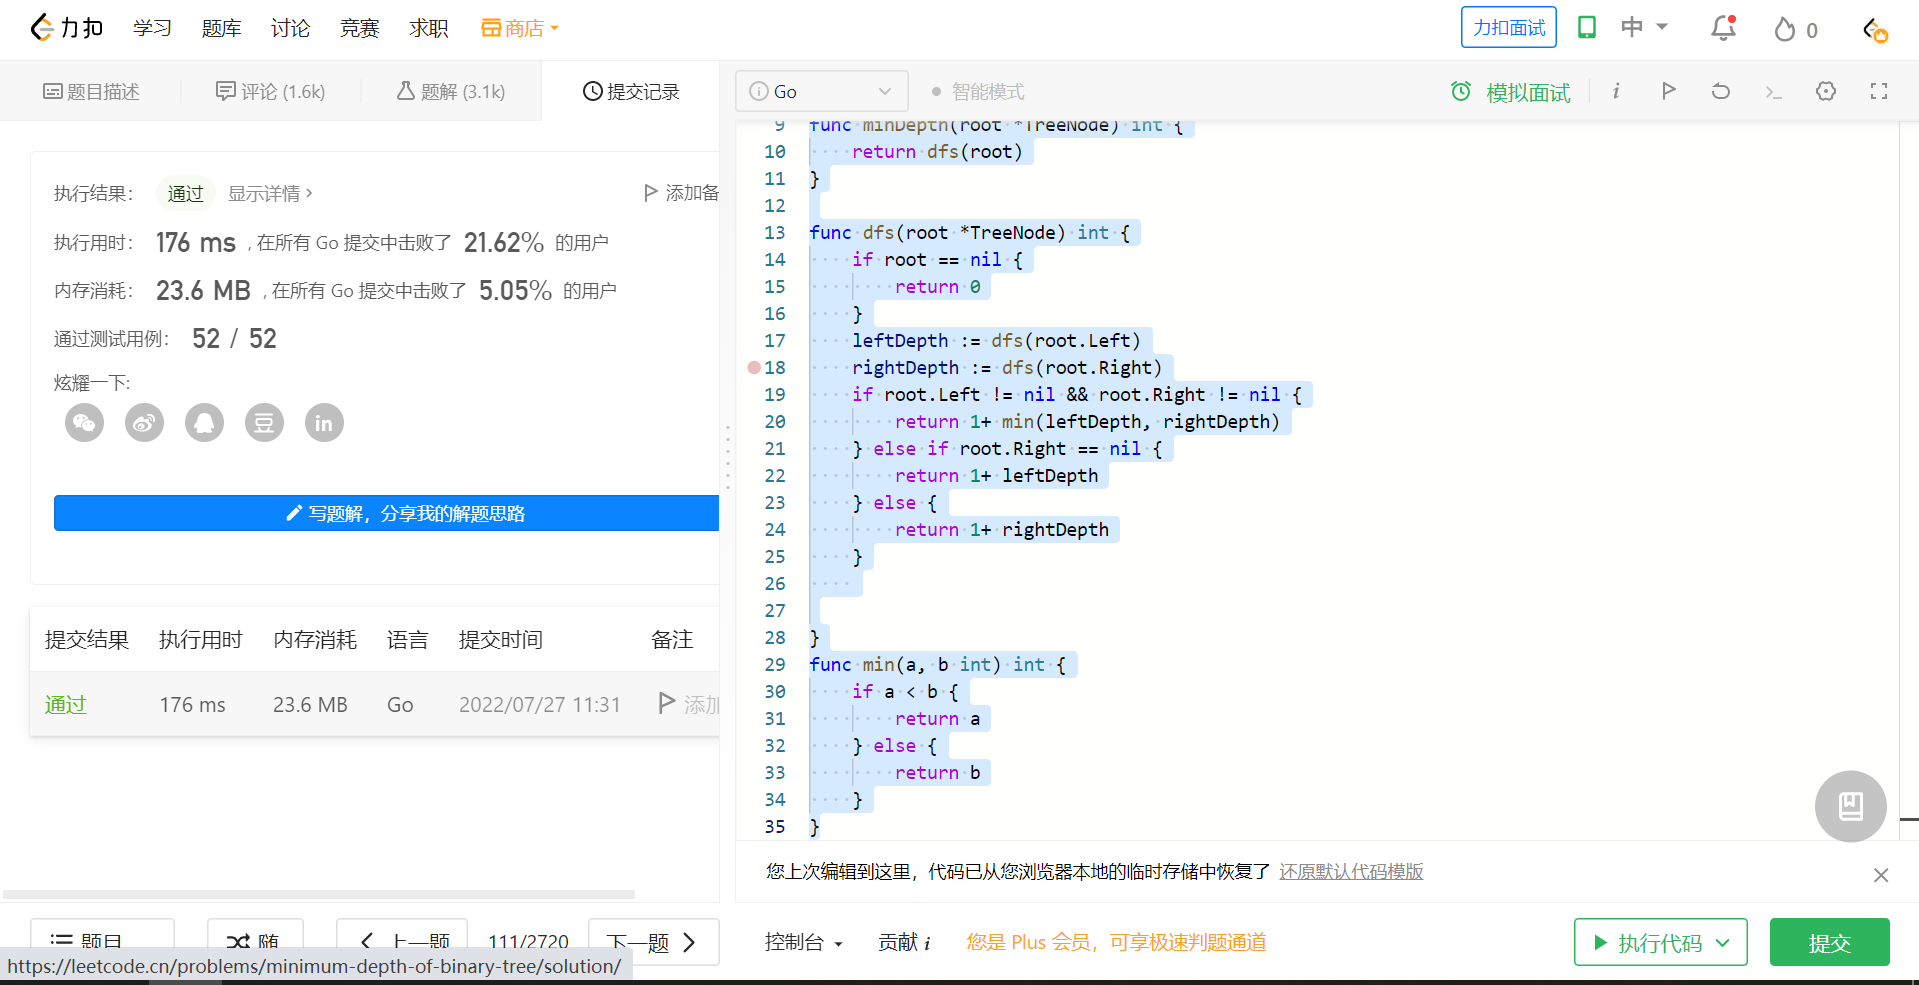 力扣 学习 题库 讨论 竞赛 求职 商店 力扣面试 中 0
题目描述 评论 (1.6k) 题解 (3.1k) 提交记录
执行结果： 通过 显示详情 > 添加备
执行用时： 176 ms , 在所有 Go 提交中击败了 21.62% 的用户
内存消耗： 23.6 MB , 在所有 Go 提交中击败了 5.05% 的用户
通过测试用例： 52 / 52
炫耀一下:
豆 in
写题解，分享我的解题思路
提交结果 执行用时 内存消耗 语言 提交时间 备注
通过 176 ms 23.6 MB Go 2022/07/27 11:31 添加
题目 随 上一题 111/2720 下一题
https://leetcode.cn/problems/minimum-depth-of-binary-tree/solution/
Go 智能模式 模拟面试 i
9 func minDepth(root *TreeNode) int {
10 return dfs(root)
11 }
12
13 func dfs(root *TreeNode) int {
14 if root == nil {
15 return 0
16 }
17 leftDepth := dfs(root.Left)
18 rightDepth := dfs(root.Right)
19 if root.Left != nil && root.Right != nil {
20 return 1+ min(leftDepth, rightDepth)
21 } else if root.Right == nil {
22 return 1+ leftDepth
23 } else {
24 return 1+ rightDepth
25 }
26
27
28 }
29 func min(a, b int) int {
30 if a < b {
31 return a
32 } else {
33 return b
34 }
35 }
您上次编辑到这里，代码已从您浏览器本地的临时存储中恢复了 还原默认代码模版
控制台 贡献 i 您是 Plus 会员，可享极速判题通道 执行代码 提交